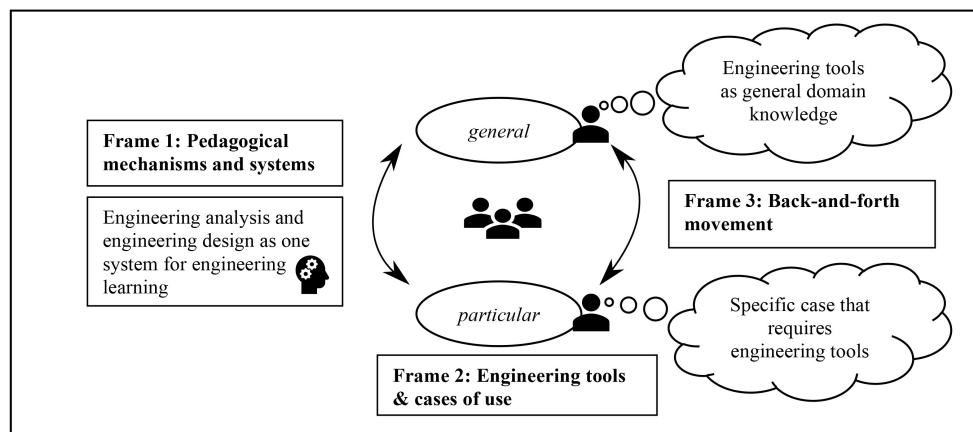 Engineering tools
as general domain
knowledge
general
Frame 1: Pedagogical
mechanisms and systems
Frame 3: Back-and-forth
movement
Engineering analysis and
engineering design as one
system for engineering
learning
particular
Specific case that
requires
engineering tools
Frame 2: Engineering tools
& cases of use